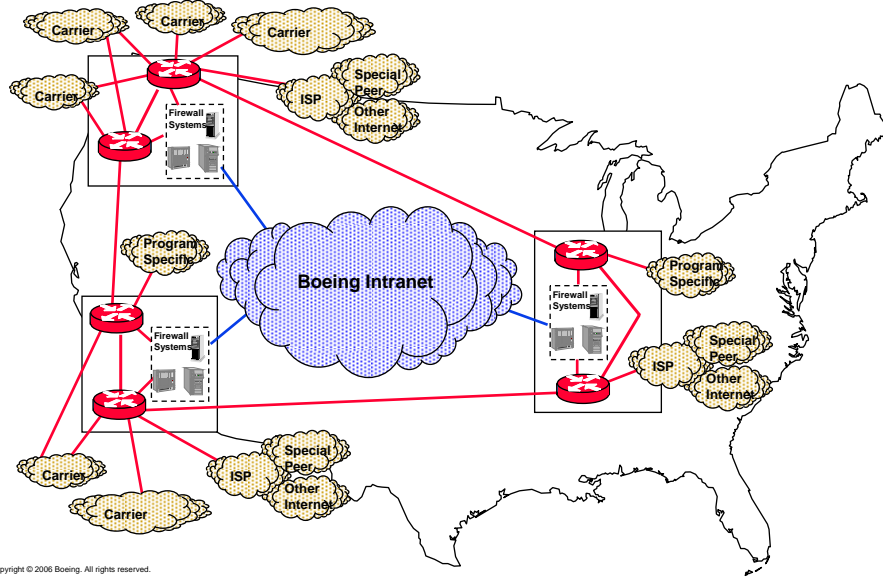 Carrier
Carrier
Carrier
Carrier
ISP
Special
Peer
Other
Internet
Firewall
Systems
Program
Specific
Boeing Intranet
Firewall
Systems
Program
Specific
Firewall
Systems
ISP
Special
Peer
Other
Internet
Carrier
Carrier
ISP
Special
Peer
Other
Internet
pyright © 2006 Boeing. All rights reserved.